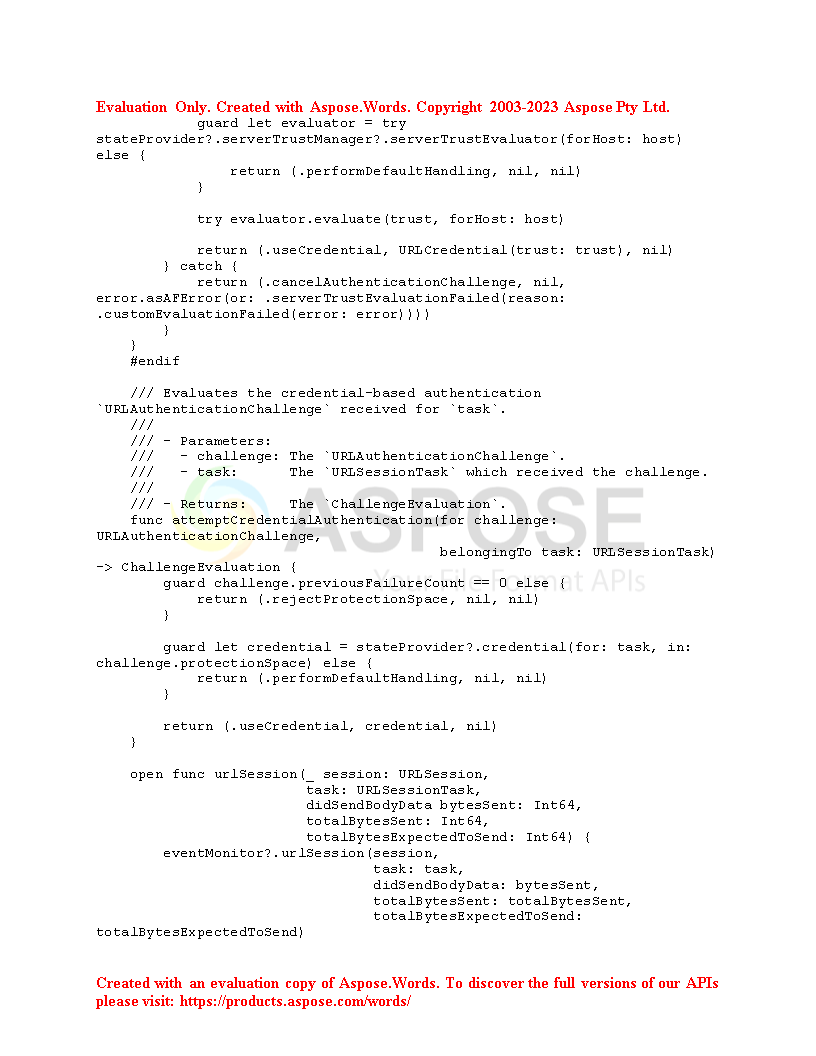 Evaluation Only. Created with Aspose.Words. Copyright 2003-2023 Aspose Pty Ltd.
            guard let evaluator = try
stateProvider?.serverTrustManager?.serverTrustEvaluator(forHost: host)
else {
                return (.performDefaultHandling, nil, nil)
            }

            try evaluator.evaluate(trust, forHost: host)

            return (.useCredential, URLCredential(trust: trust), nil)
        } catch {
            return (.cancelAuthenticationChallenge, nil,
error.asAFError(or: .serverTrustEvaluationFailed(reason:
.customEvaluationFailed(error: error))))
        }
    }
    #endif

    /// Evaluates the credential-based authentication
`URLAuthenticationChallenge` received for `task`.
    ///
    /// - Parameters:
    ///   - challenge: The `URLAuthenticationChallenge`.
    ///   - task:      The `URLSessionTask` which received the challenge.
    ///
    /// - Returns:     The `ChallengeEvaluation`.
ASPOSE
    func attemptCredentialAuthentication(for challenge:
URLAuthenticationChallenge,
                                         belongingTo task: URLSessionTask)
-> ChallengeEvaluation {
Your File Format APIs
        guard challenge.previousFailureCount == 0 else {
            return (.rejectProtectionSpace, nil, nil)
        }

        guard let credential = stateProvider?.credential(for: task, in:
challenge.protectionSpace) else {
            return (.performDefaultHandling, nil, nil)
        }

        return (.useCredential, credential, nil)
    }

    open func urlSession(_ session: URLSession,
                         task: URLSessionTask,
                         didSendBodyData bytesSent: Int64,
                         totalBytesSent: Int64,
                         totalBytesExpectedToSend: Int64) {
        eventMonitor?.urlSession(session,
                                 task: task,
                                 didSendBodyData: bytesSent,
                                 totalBytesSent: totalBytesSent,
                                 totalBytesExpectedToSend:
totalBytesExpectedToSend)
Created with an evaluation copy of Aspose.Words. To discover the full versions of our APIs
please visit: https://products.aspose.com/words/